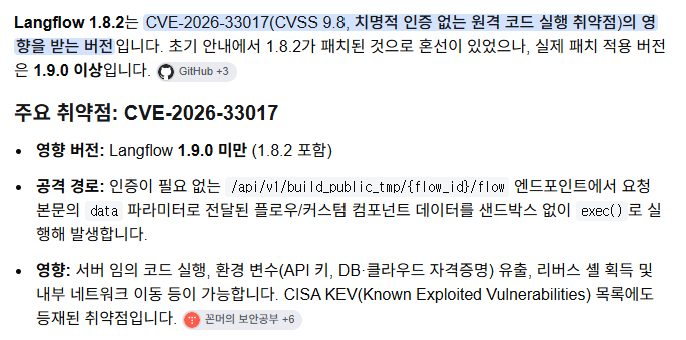 Langflow 1.8.2는 CVE-2026-33017(CVSS 9.8, 치명적 인증 없는 원격 코드 실행 취약점)의 영
향을 받는 버전입니다. 초기 안내에서 1.8.2가 패치된 것으로 혼선이 있었으나, 실제 패치 적용 버전
은 1.9.0 이상입니다. GitHub +3
주요 취약점: CVE-2026-33017
• 영향 버전: Langflow 1.9.0 미만 (1.8.2 포함)
• 공격 경로: 인증이 필요 없는 /api/v1/build_public_tmp/{flow_id}/flow 엔드포인트에서 요청
본문의 data 파라미터로 전달된 플로우/커스텀 컴포넌트 데이터를 샌드박스 없이 exec() 로 실
행해 발생합니다.
• 영향: 서버 임의 코드 실행, 환경 변수(API 키, DB·클라우드 자격증명) 유출, 리버스 셸 획득 및
내부 네트워크 이동 등이 가능합니다. CISA KEV(Known Exploited Vulnerabilities) 목록에도
등재된 취약점입니다. 꼰머의 보안공부 +6